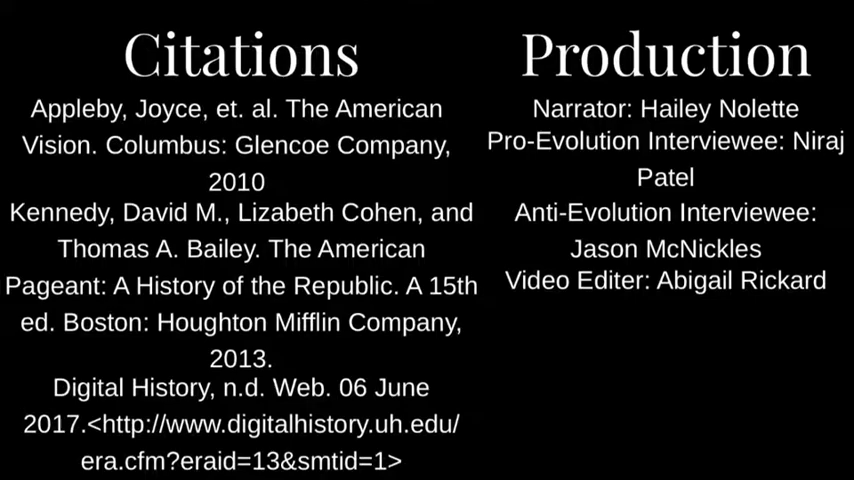 Citations
Appleby, Joyce, et. al. The American
Vision. Columbus: Glencoe Company,
2010
Kennedy, David M., Lizabeth Cohen, and
Thomas A. Bailey. The American
Pageant: A History of the Republic. A 15th
ed. Boston: Houghton Mifflin Company,
2013.
Digital History, n.d. Web. 06 June
2017.<http://www.digitalhistory.uh.edu/
era.cfm?eraid=13&smtid=1>
Production
Narrator: Hailey Nolette
Pro-Evolution Interviewee: Niraj
Patel
Anti-Evolution Interviewee:
Jason McNickles
Video Editer: Abigail Rickard